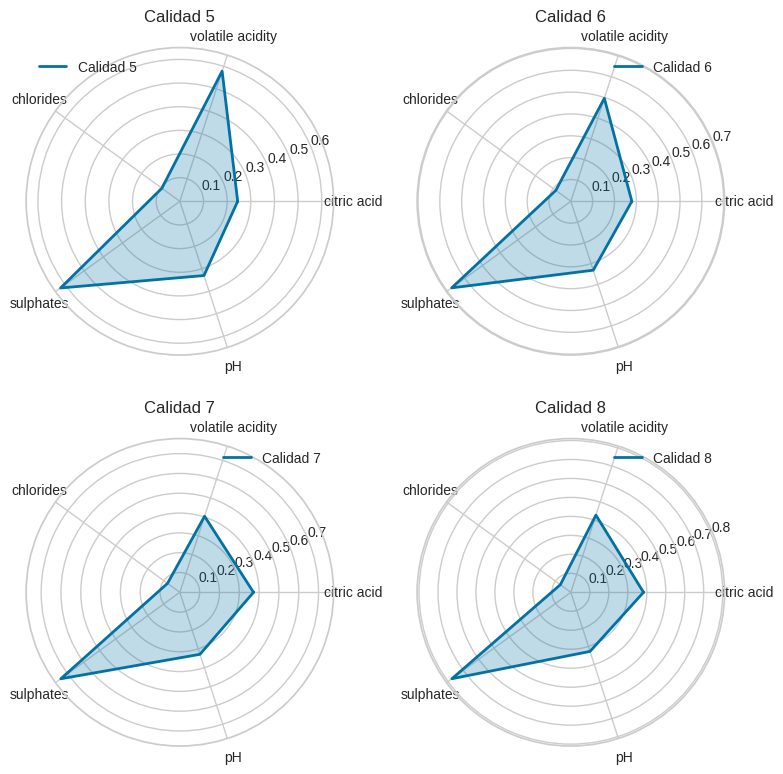 Calidad 5
volatile acidity
Calidad 5
chlorides
0.6
0.5
0.4
0.3
0.2
0.1
citric acid
sulphates
pH
Calidad 6
volatile acidity
Calidad 6
chlorides
0.7
0.6
0.5
0.4
0.3
0.2
0.1
citric acid
sulphates
pH
Calidad 7
volatile acidity
Calidad 7
chlorides
0.7
0.6
0.5
0.4
0.3
0.2
0.1
citric acid
sulphates
pH
Calidad 8
volatile acidity
Calidad 8
chlorides
0.8
0.7
0.6
0.5
0.4
0.3
0.2
0.1
citric acid
sulphates
pH